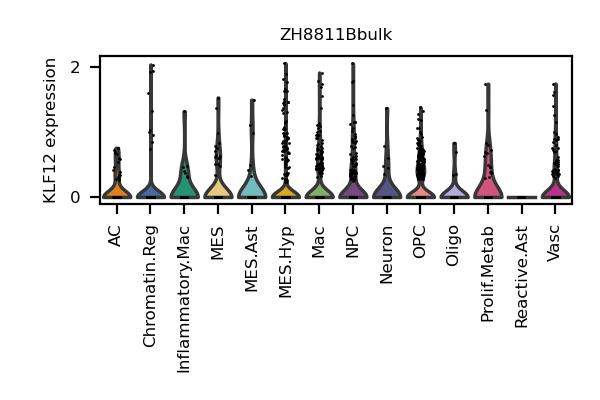 ZH8811Bbulk
KLF12 expression
2
0
AC
Chromatin.Reg
Inflammatory.Mac
MES
MES.Ast
MES.Hyp
Mac
NPC
Neuron
OPC
Oligo
Prolif.Metab
Reactive.Ast
Vasc